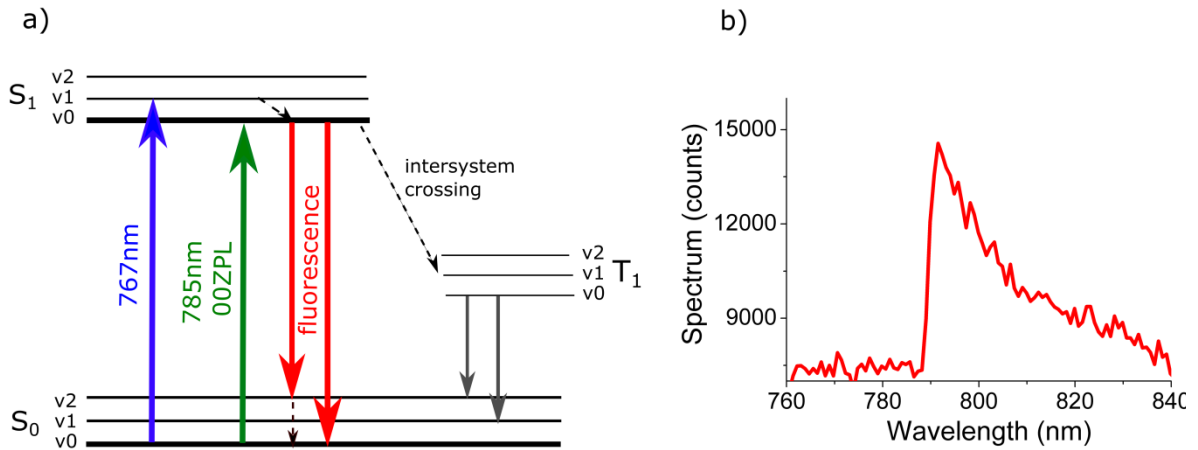 a)
S1
v2
v1
v0
767nm
785nm
00ZPL
fluorescence
intersystem
crossing
v2
v1
v0
T1
S0
v2
v1
v0
b)
Spectrum (counts)
15000
12000
9000
760
780
800
820
840
Wavelength (nm)